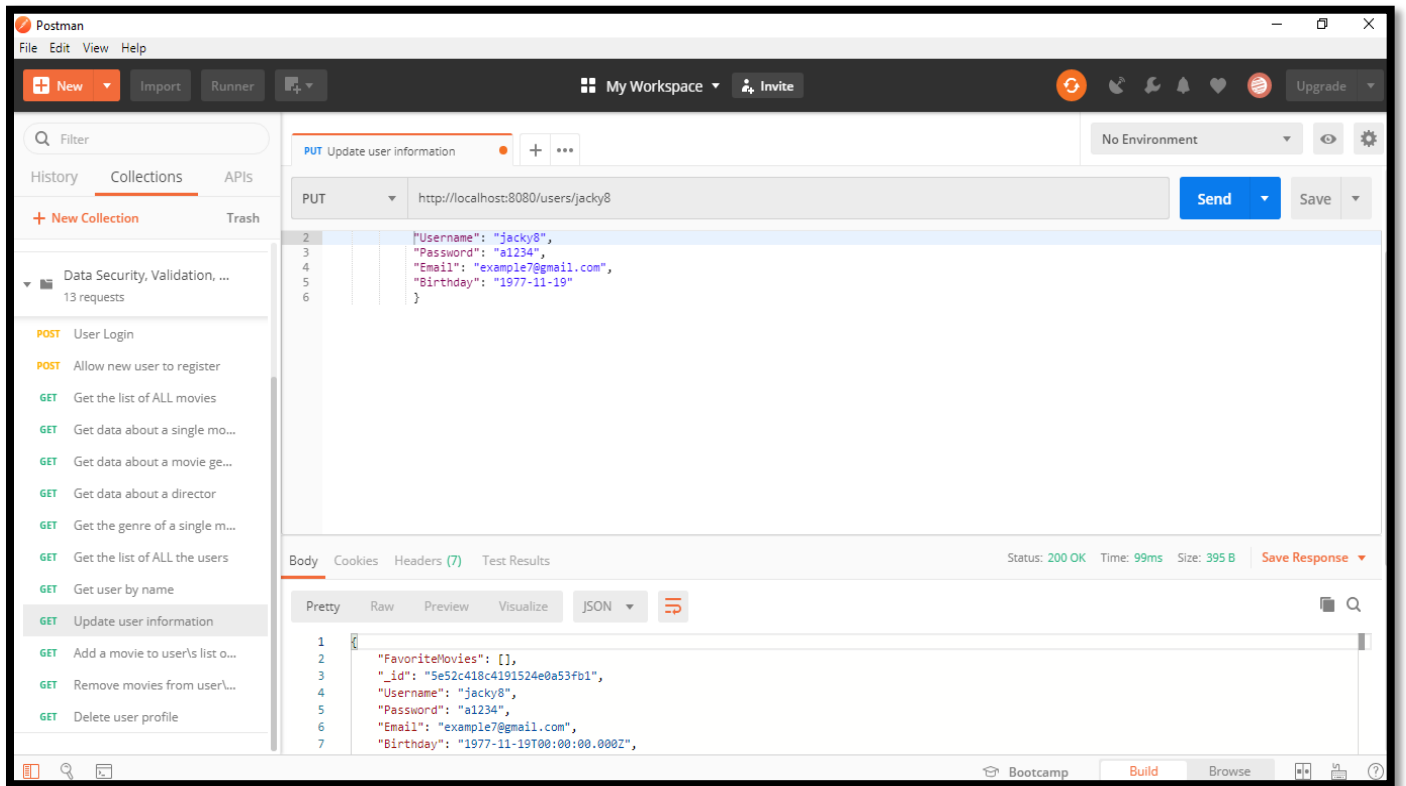 Postman
File Edit View Help
New Import Runner My Workspace Invite Upgrade
Filter
History Collections APIs
+ New Collection Trash
Data Security, Validation, ...
13 requests
POST User Login
POST Allow new user to register
GET Get the list of ALL movies
GET Get data about a single mo...
GET Get data about a movie ge...
GET Get data about a director
GET Get the genre of a single m...
GET Get the list of ALL the users
GET Get user by name
GET Update user information
GET Add a movie to user\s list o...
GET Remove movies from user\...
GET Delete user profile
PUT Update user information + •••
No Environment
PUT http://localhost:8080/users/jacky8 Send Save
2 "Username": "jacky8",
3 "Password": "a1234",
4 "Email": "example7@gmail.com",
5 "Birthday": "1977-11-19"
6 }
Body Cookies Headers (7) Test Results Status: 200 OK Time: 99ms Size: 395 B Save Response
Pretty Raw Preview Visualize JSON
1 {
2 "FavoriteMovies": [],
3 "_id": "5e52c418c4191524e0a53fb1",
4 "Username": "jacky8",
5 "Password": "a1234",
6 "Email": "example7@gmail.com",
7 "Birthday": "1977-11-19T00:00:00.000Z",
Bootcamp Build Browse